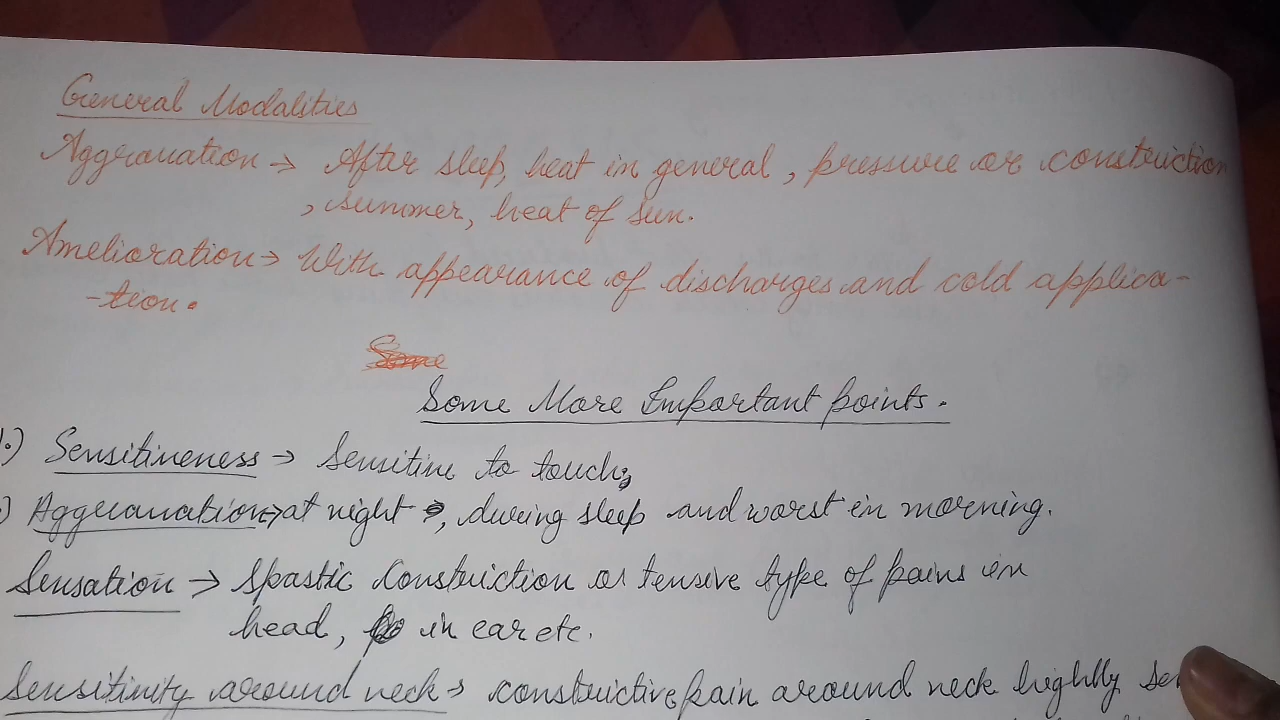 General Modalities
Aggravation → After sleep, heat in general, pressure or constriction
, summer, heat of sun.
Amelioration → With appearance of discharges and cold applica-
-tion.
Some
Some More Important points.
1.) Sensitiveness → Sensitive to touch,
) Aggravation → at night, during sleep and worst in morning.
Sensation → Spastic Constriction or tensive type of pains in
head, in ear etc.
Sensitivity around neck → constrictive pain around neck highly